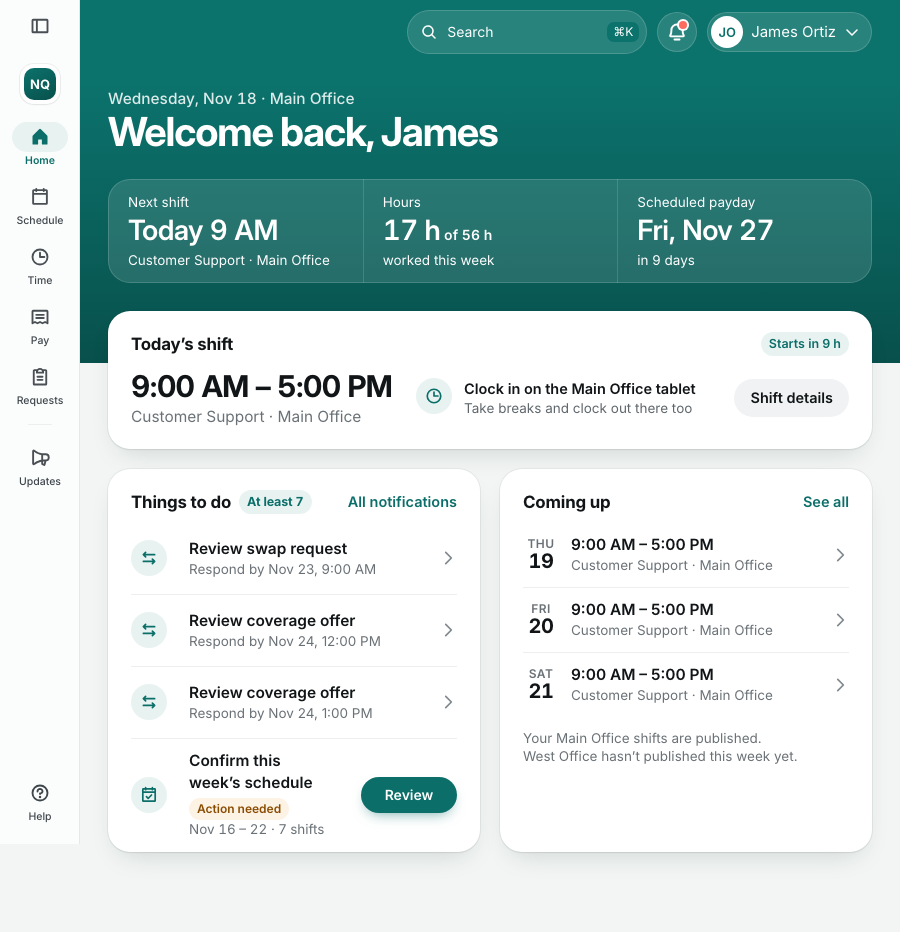 Search
⌘K
JO
James Ortiz
NQ
Home
Schedule
Time
Pay
Requests
Updates
Help
Wednesday, Nov 18 · Main Office
Welcome back, James
Next shift
Today 9 AM
Customer Support · Main Office
Hours
17 h of 56 h
worked this week
Scheduled payday
Fri, Nov 27
in 9 days
Today’s shift
Starts in 9 h
9:00 AM – 5:00 PM
Customer Support · Main Office
Clock in on the Main Office tablet
Take breaks and clock out there too
Shift details
Things to do
At least 7
All notifications
Review swap request
Respond by Nov 23, 9:00 AM
Review coverage offer
Respond by Nov 24, 12:00 PM
Review coverage offer
Respond by Nov 24, 1:00 PM
Confirm this
week’s schedule
Action needed
Nov 16 – 22 · 7 shifts
Review
Coming up
See all
THU
19
9:00 AM – 5:00 PM
Customer Support · Main Office
FRI
20
9:00 AM – 5:00 PM
Customer Support · Main Office
SAT
21
9:00 AM – 5:00 PM
Customer Support · Main Office
Your Main Office shifts are published.
West Office hasn’t published this week yet.